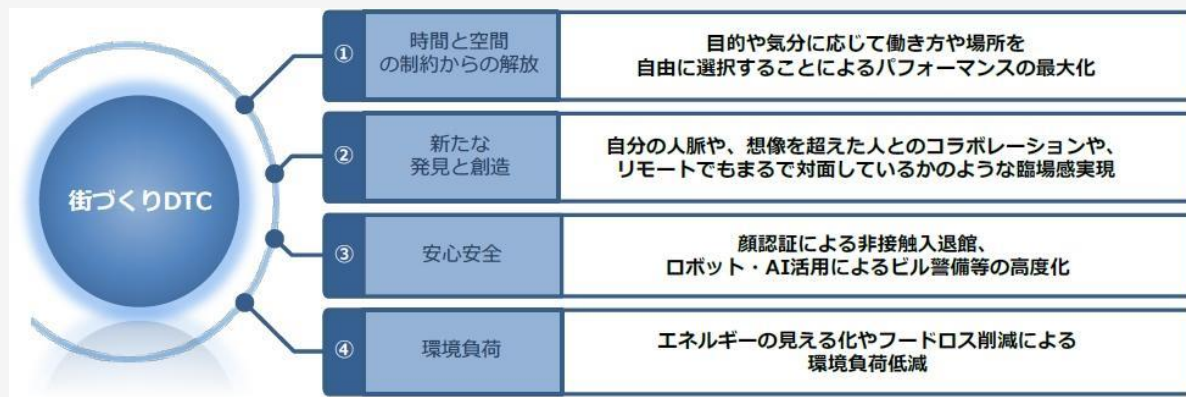 街づくりDTC
①
時間と空間
の制約からの解放
目的や気分に応じて働き方や場所を
自由に選択することによるパフォーマンスの最大化
②
新たな
発見と創造
自分の人脈や、想像を超えた人とのコラボレーションや、
リモートでもまるで対面しているかのような臨場感実現
③
安心安全
顔認証による非接触入退館、
ロボット・AI活用によるビル警備等の高度化
④
環境負荷
エネルギーの見える化やフードロス削減による
環境負荷低減